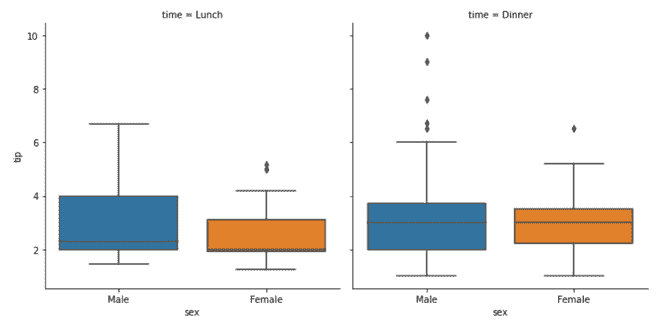 time = Lunch
time = Dinner
10
8
6
4
2
tip
Male
Female
Male
Female
sex
sex